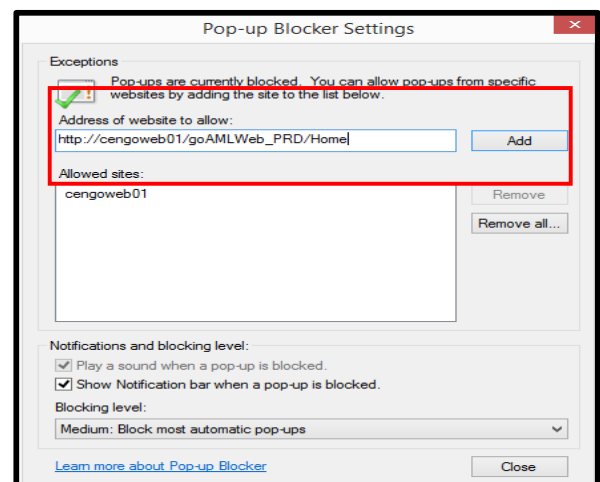 Pop-up Blocker Settings
Exceptions
Pop-ups are currently blocked. You can allow pop-ups from specific
websites by adding the site to the list below.
Address of website to allow:
http://cengoweb01/goAMLWeb_PRD/Home
Add
Allowed sites:
cengoweb01
Remove
Remove all...
Notifications and blocking level:
Play a sound when a pop-up is blocked.
Show Notification bar when a pop-up is blocked.
Blocking level:
Medium: Block most automatic pop-ups
Learn more about Pop-up Blocker
Close